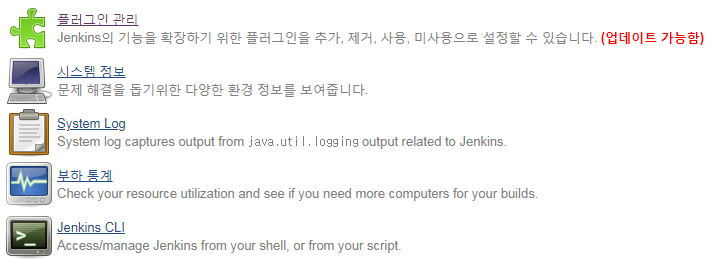 플러그인 관리
Jenkins의 기능을 확장하기 위한 플러그인을 추가, 제거, 사용, 미사용으로 설정할 수 있습니다. (업데이트 가능함)
시스템 정보
문제 해결을 돕기위한 다양한 환경 정보를 보여줍니다.
System Log
System log captures output from java.util.logging output related to Jenkins.
부하 통계
Check your resource utilization and see if you need more computers for your builds.
>_
Jenkins CLI
Access/manage Jenkins from your shell, or from your script.